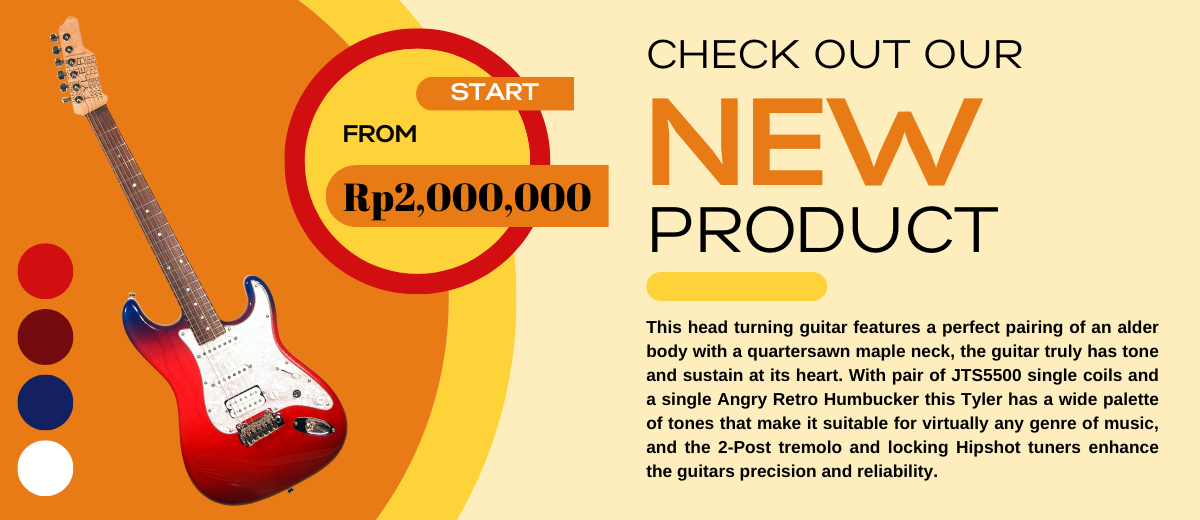 START
FROM
Rp2,000,000
CHECK OUT OUR
NEW
PRODUCT
This head turning guitar features a perfect pairing of an alder
body with a quartersawn maple neck, the guitar truly has tone
and sustain at its heart. With pair of JTS5500 single coils and
a single Angry Retro Humbucker this Tyler has a wide palette
of tones that make it suitable for virtually any genre of music,
and the 2-Post tremolo and locking Hipshot tuners enhance
the guitars precision and reliability.